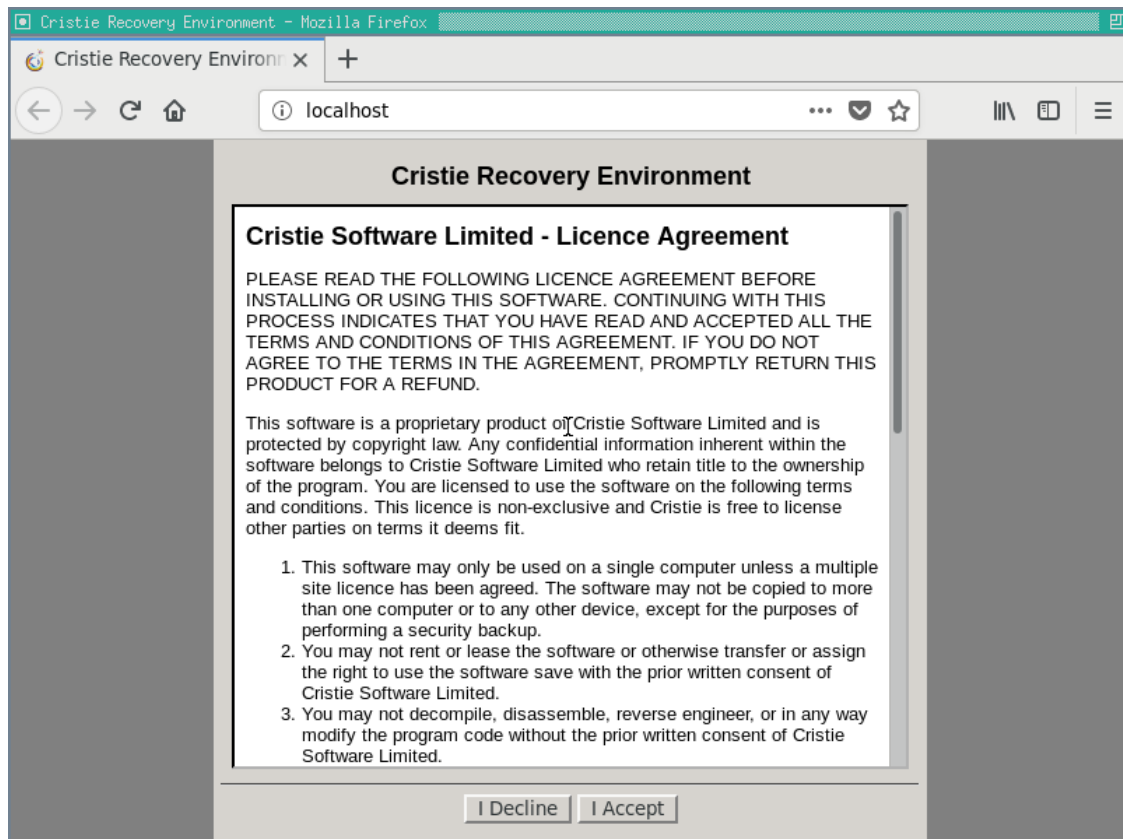 Cristie Recovery Environment - Mozilla Firefox
Cristie Recovery Environ
localhost
Cristie Recovery Environment
Cristie Software Limited - Licence Agreement
PLEASE READ THE FOLLOWING LICENCE AGREEMENT BEFORE
INSTALLING OR USING THIS SOFTWARE. CONTINUING WITH THIS
PROCESS INDICATES THAT YOU HAVE READ AND ACCEPTED ALL THE
TERMS AND CONDITIONS OF THIS AGREEMENT. IF YOU DO NOT
AGREE TO THE TERMS IN THE AGREEMENT, PROMPTLY RETURN THIS
PRODUCT FOR A REFUND.
This software is a proprietary product of Cristie Software Limited and is
protected by copyright law. Any confidential information inherent within the
software belongs to Cristie Software Limited who retain title to the ownership
of the program. You are licensed to use the software on the following terms
and conditions. This licence is non-exclusive and Cristie is free to license
other parties on terms it deems fit.
1. This software may only be used on a single computer unless a multiple
site licence has been agreed. The software may not be copied to more
than one computer or to any other device, except for the purposes of
performing a security backup.
2. You may not rent or lease the software or otherwise transfer or assign
the right to use the software save with the prior written consent of
Cristie Software Limited.
3. You may not decompile, disassemble, reverse engineer, or in any way
modify the program code without the prior written consent of Cristie
Software Limited.
I Decline I Accept